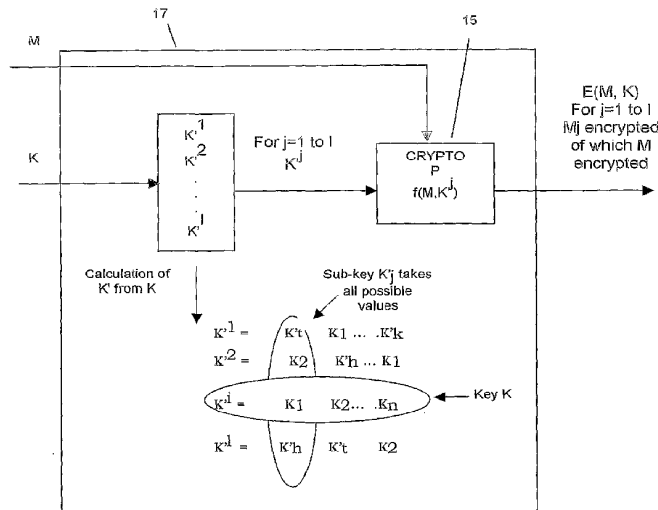 17
15
M
K
K'1
K'2
.
.
.
K'l
For j=1 to l
K'j
CRYPTO
P
f(M,K'j)
E(M, K)
For j=1 to l
Mj encrypted
of which M
encrypted
Calculation of
K' from K
Sub-key K'j takes
all possible
values
K'1 = K't K1 ... .K'k
K'2 = K2 K'h ... K1
K'i = K1 K2... .Kn
Key K
K'l = K'h K't K2